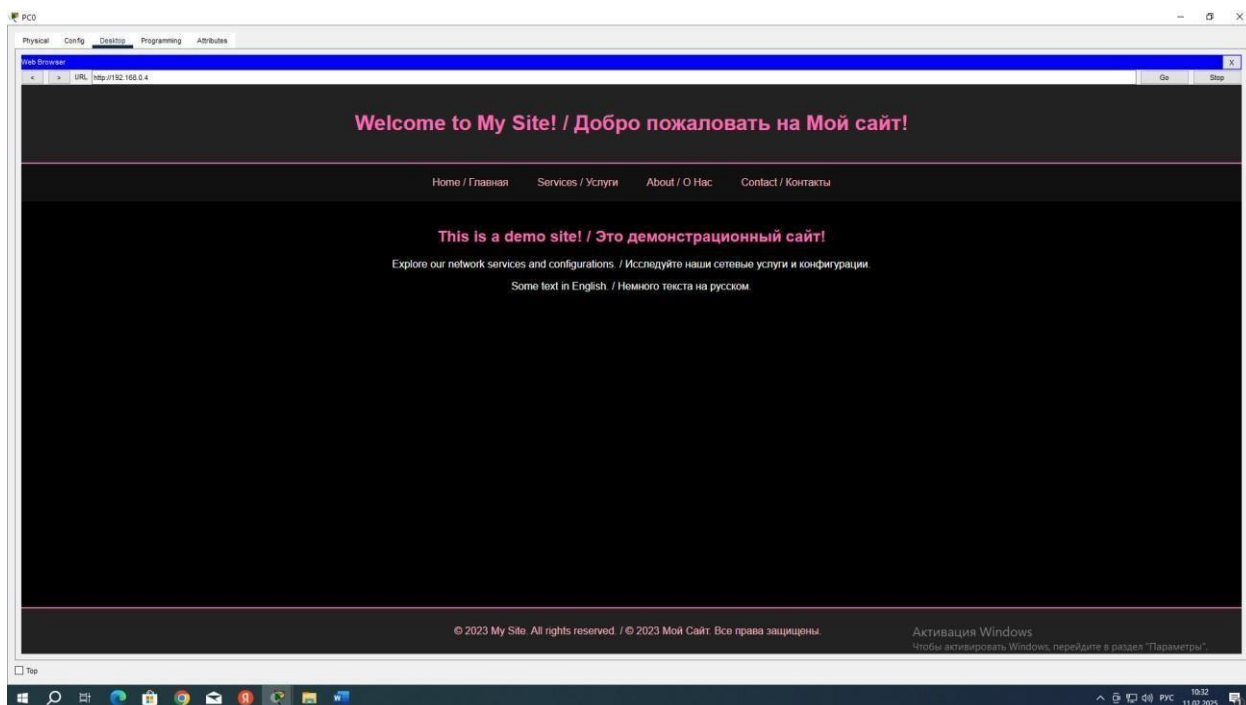 PC0
Physical Config Desktop Programming Attributes
Web Browser X
< > URL http://192.168.0.4 Go Stop
Welcome to My Site! / Добро пожаловать на Мой сайт!
Home / Главная Services / Услуги About / О Нас Contact / Контакты
This is a demo site! / Это демонстрационный сайт!
Explore our network services and configurations. / Исследуйте наши сетевые услуги и конфигурации.
Some text in English. / Немного текста на русском.
© 2023 My Site. All rights reserved. / © 2023 Мой Сайт. Все права защищены.
Активация Windows
Чтобы активировать Windows, перейдите в раздел "Параметры".
Top
РУС 10:32
11.02.2025